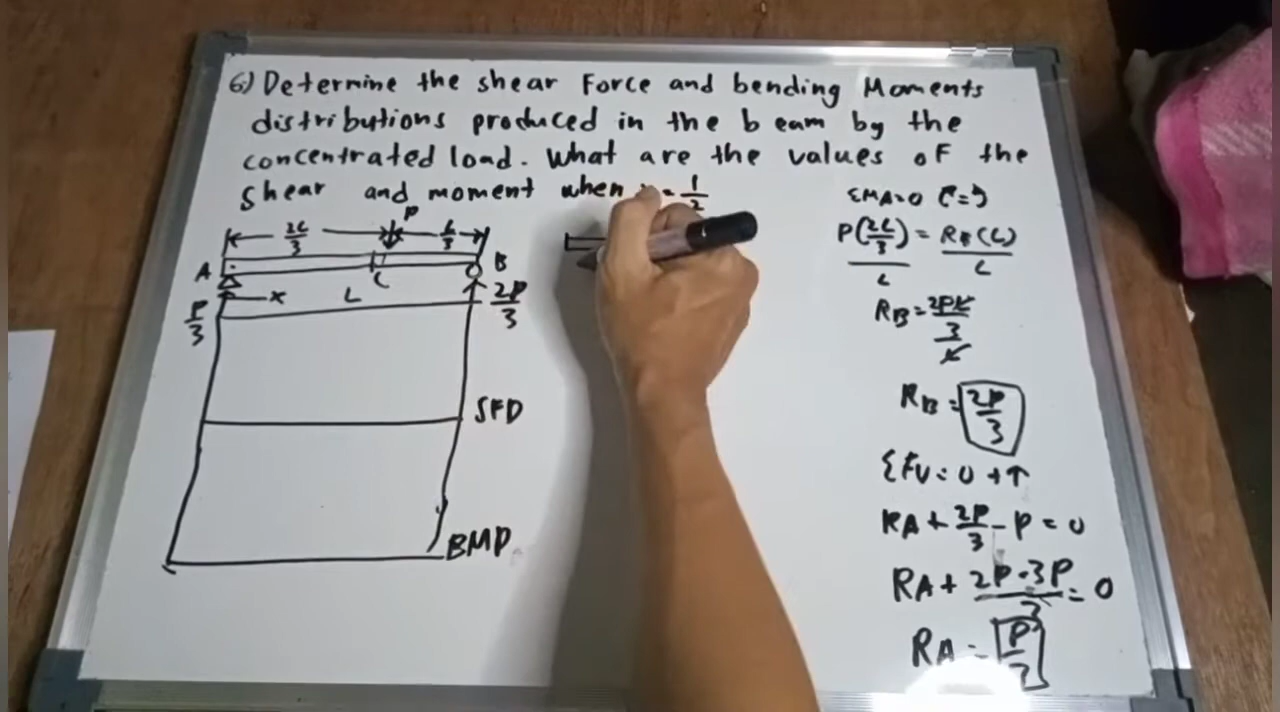 6.) Determine the shear Force and bending Moments
distributions produced in the beam by the
concentrated load. What are the values of the
shear and moment when = 1/2
2L/3
P
L/3
A
B
C
P/3
x
L
2P/3
SFD
BMD
ΣMA=0
P(2L/3) = RB(L)
L L
RB = 2PL/3/L
RB = 2P/3
ΣFV = 0 +↑
RA + 2P/3 - P = 0
RA + 2P-3P/3 = 0
RA = P/3